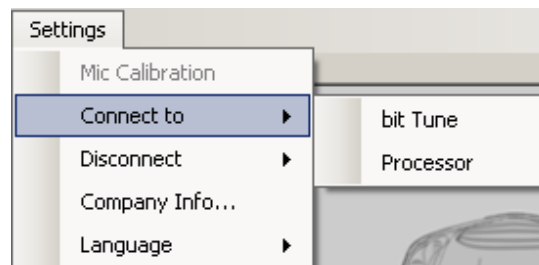 Settings
Mic Calibration
Connect to
bit Tune
Disconnect
Processor
Company Info...
Language